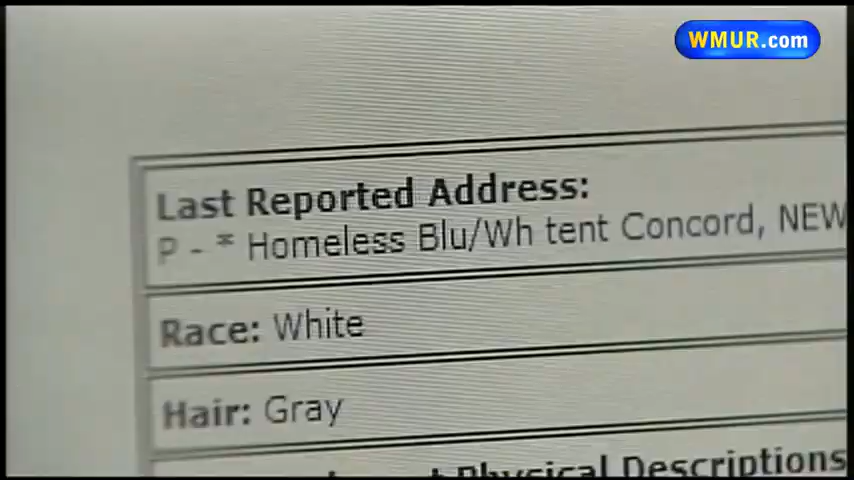 WMUR.com
Last Reported Address:
P - * Homeless Blu/Wh tent Concord, NEW
Race: White
Hair: Gray
Physical Descriptions